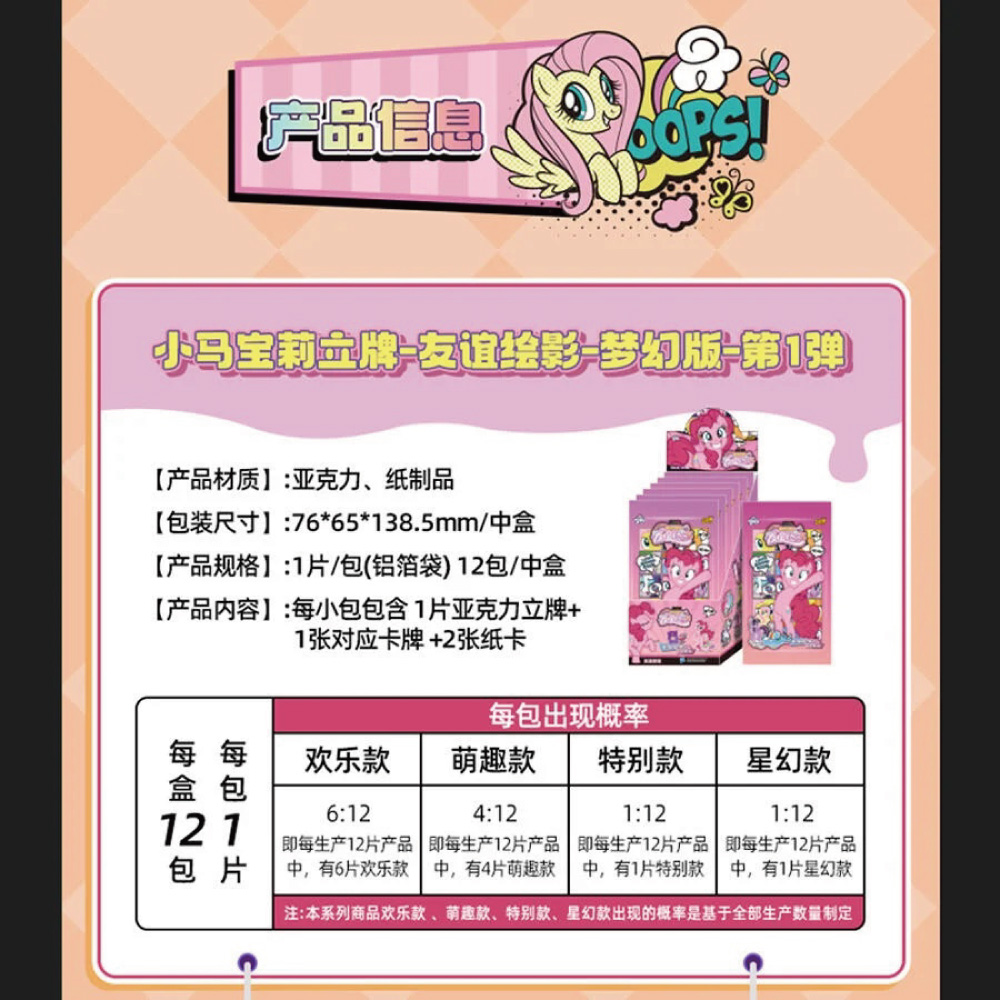 产品信息
OOPS!
小马宝莉立牌-友谊绘影-梦幻版-第1弹
【产品材质】:亚克力、纸制品
【包装尺寸】:76*65*138.5mm/中盒
【产品规格】:1片/包(铝箔袋) 12包/中盒
【产品内容】:每小包包含 1片亚克力立牌+
1张对应卡牌 +2张纸卡
每盒12包
每包1片
每包出现概率
欢乐款 萌趣款 特别款 星幻款
6:12 4:12 1:12 1:12
即每生产12片产品 即每生产12片产品 即每生产12片产品 即每生产12片产品
中，有6片欢乐款 中，有4片萌趣款 中，有1片特别款 中，有1片星幻款
注:本系列商品欢乐款 、萌趣款、特别款、星幻款出现的概率是基于全部生产数量制定